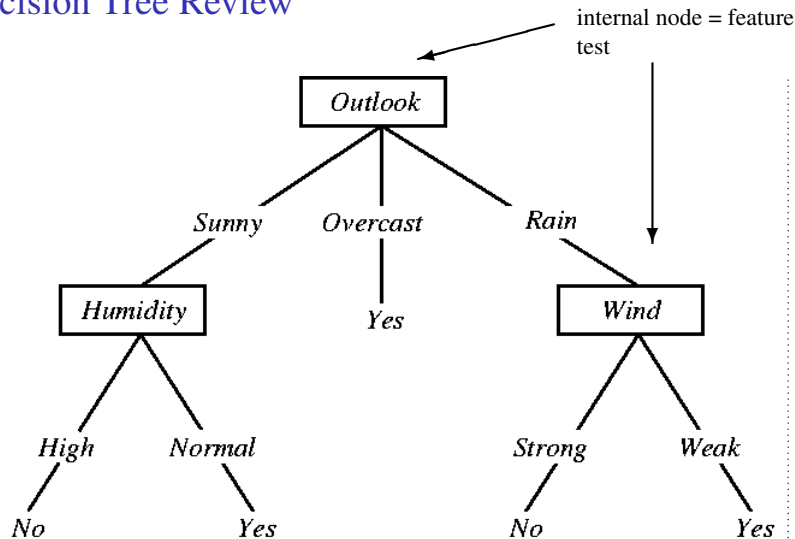 cision Tree Review
internal node = feature
test
Outlook
Sunny Overcast Rain
Humidity Yes Wind
High Normal Strong Weak
No Yes No Yes